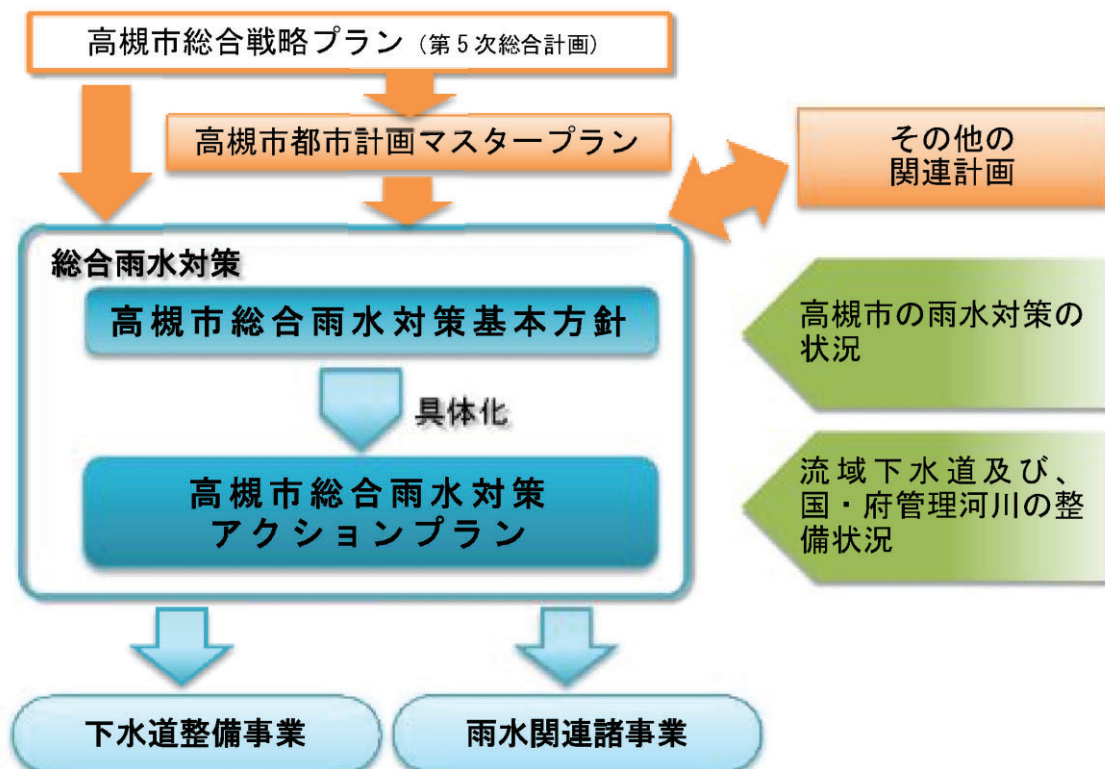 高槻市総合戦略プラン（第５次総合計画）
高槻市都市計画マスタープラン
その他の
関連計画
総合雨水対策
高槻市総合雨水対策基本方針
具体化
高槻市総合雨水対策
アクションプラン
高槻市の雨水対策の
状況
流域下水道及び、
国・府管理河川の整
備状況
下水道整備事業
雨水関連諸事業